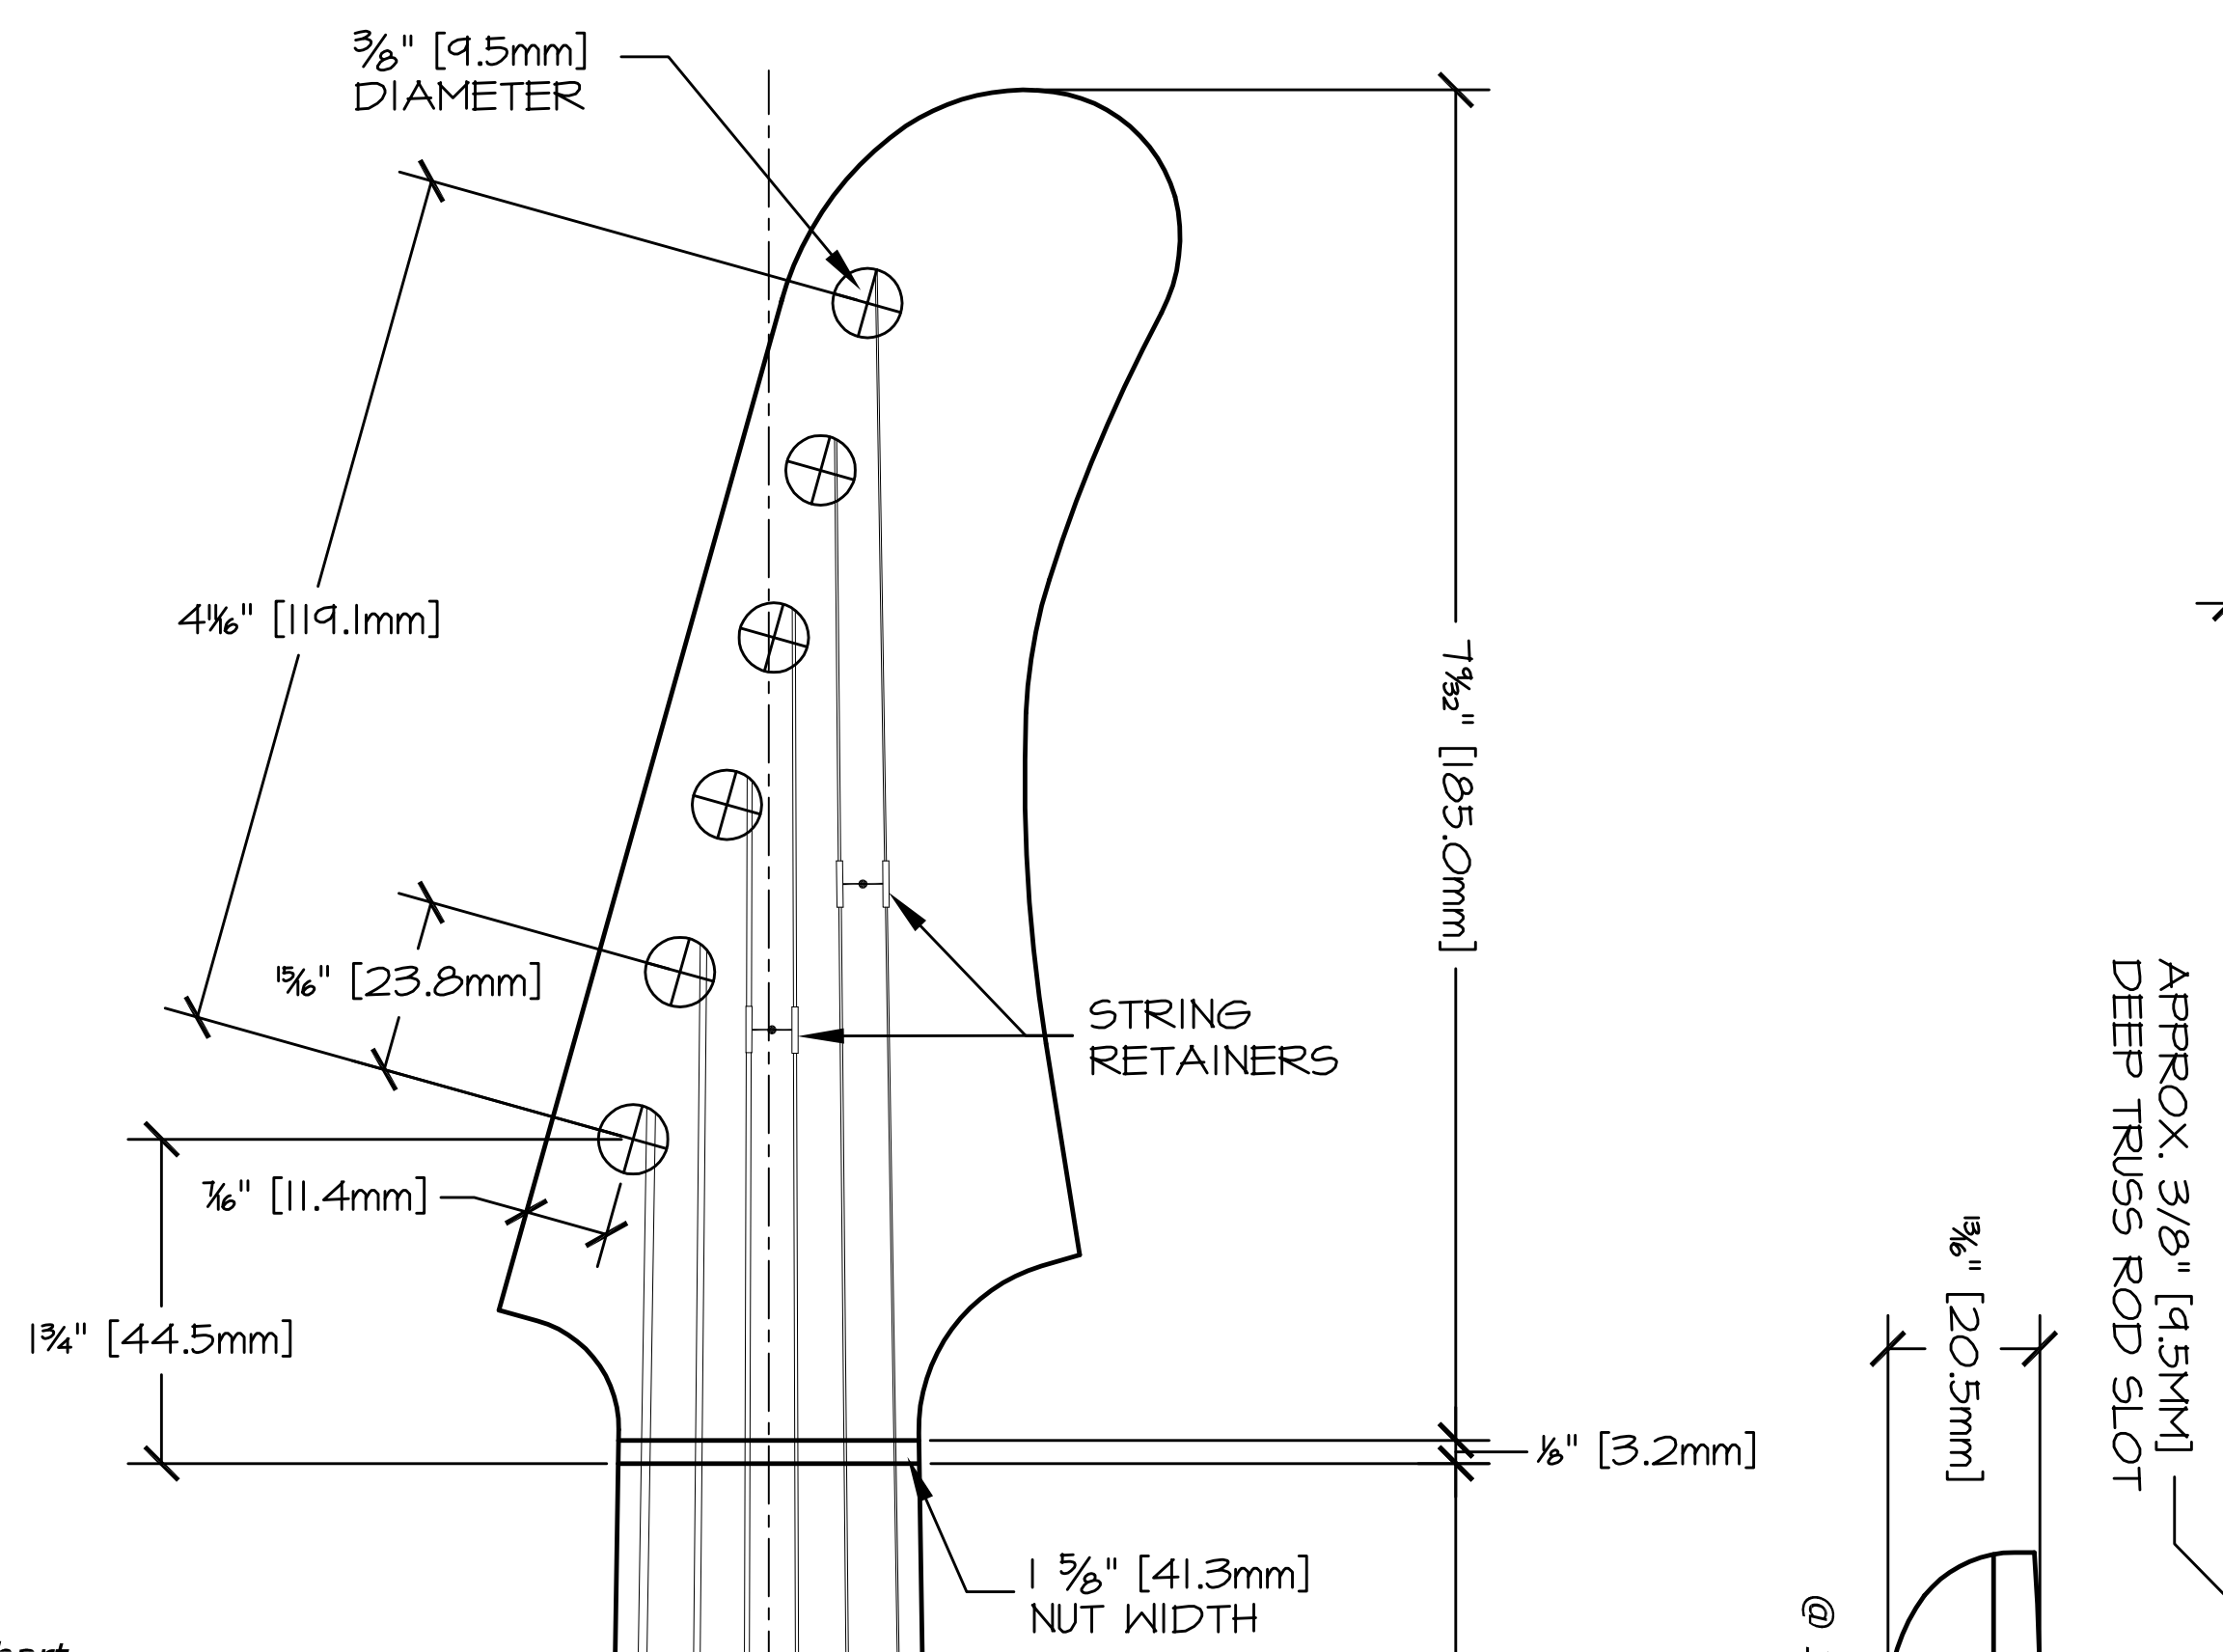 3/8" [9.5mm]
DIAMETER
4 11/16" [119.1mm]
7 9/32" [185.0mm]
15/16" [23.8mm]
STRING
RETAINERS
7/16" [11.4mm]
1 3/4" [44.5mm]
1/8" [3.2mm]
1 5/8" [41.3mm]
NUT WIDTH
13/16" [20.5mm]
APPROX. 3/8" [9.5MM]
DEEP TRUSS ROD SLOT
@